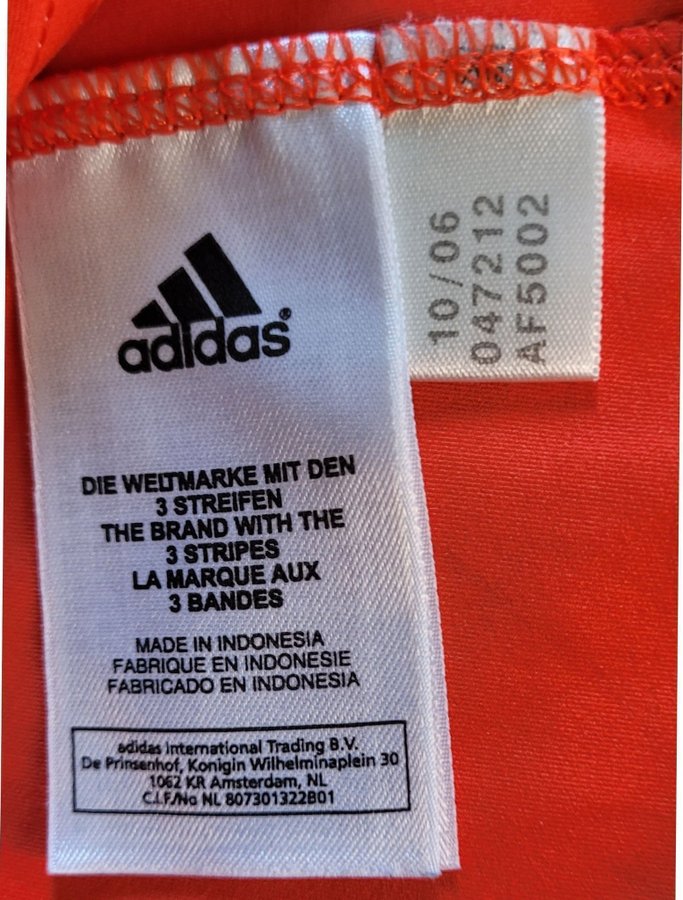 adidas®
DIE WELTMARKE MIT DEN
3 STREIFEN
THE BRAND WITH THE
3 STRIPES
LA MARQUE AUX
3 BANDES
MADE IN INDONESIA
FABRIQUE EN INDONESIE
FABRICADO EN INDONESIA
adidas International Trading B.V.
De Prinsenhof, Konigin Wilhelminaplein 30
1062 KR Amsterdam, NL
C.I.F/No NL 807301322B01
10/06
047212
AF5002